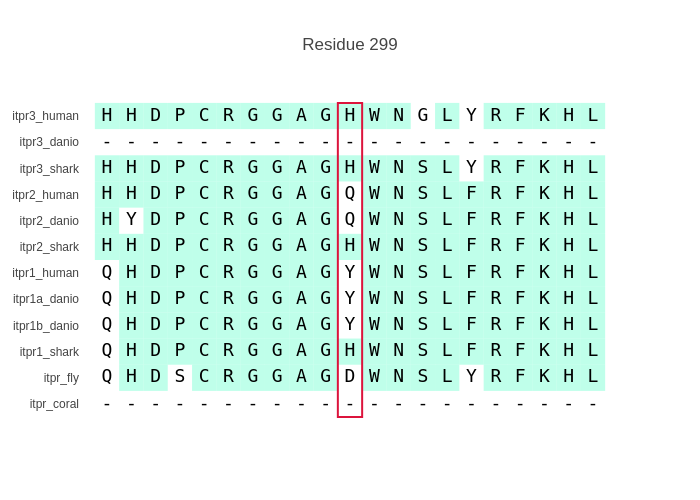 Residue 299
itpr3_human H H D P C R G G A G H W N G L Y R F K H L
itpr3_danio - - - - - - - - - - - - - - - - - - - - -
itpr3_shark H H D P C R G G A G H W N S L Y R F K H L
itpr2_human H H D P C R G G A G Q W N S L F R F K H L
itpr2_danio H Y D P C R G G A G Q W N S L F R F K H L
itpr2_shark H H D P C R G G A G H W N S L F R F K H L
itpr1_human Q H D P C R G G A G Y W N S L F R F K H L
itpr1a_danio Q H D P C R G G A G Y W N S L F R F K H L
itpr1b_danio Q H D P C R G G A G Y W N S L F R F K H L
itpr1_shark Q H D P C R G G A G H W N S L F R F K H L
itpr_fly Q H D S C R G G A G D W N S L Y R F K H L
itpr_coral - - - - - - - - - - - - - - - - - - - - -